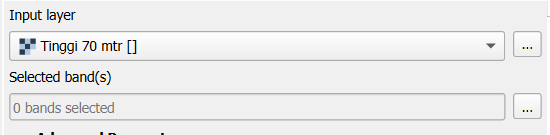 Input layer
Tinggi 70 mtr []
...
Selected band(s)
0 bands selected
...